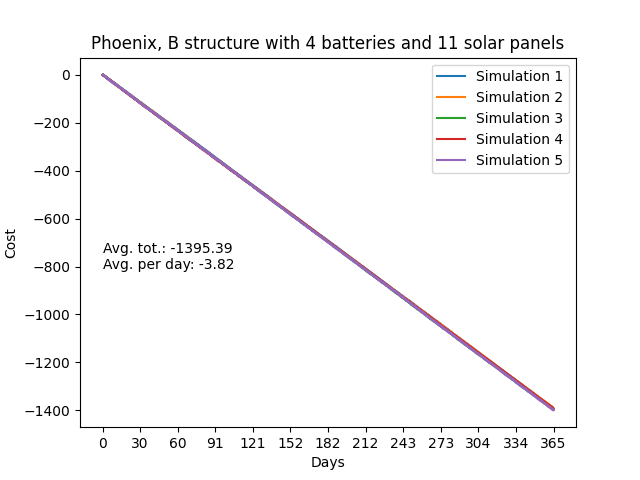 Phoenix, B structure with 4 batteries and 11 solar panels
Simulation 1
Simulation 2
Simulation 3
Simulation 4
Simulation 5
0
−200
−400
−600
−800
−1000
−1200
−1400
Cost
Avg. tot.: -1395.39
Avg. per day: -3.82
0 30 60 91 121 152 182 212 243 273 304 334 365
Days